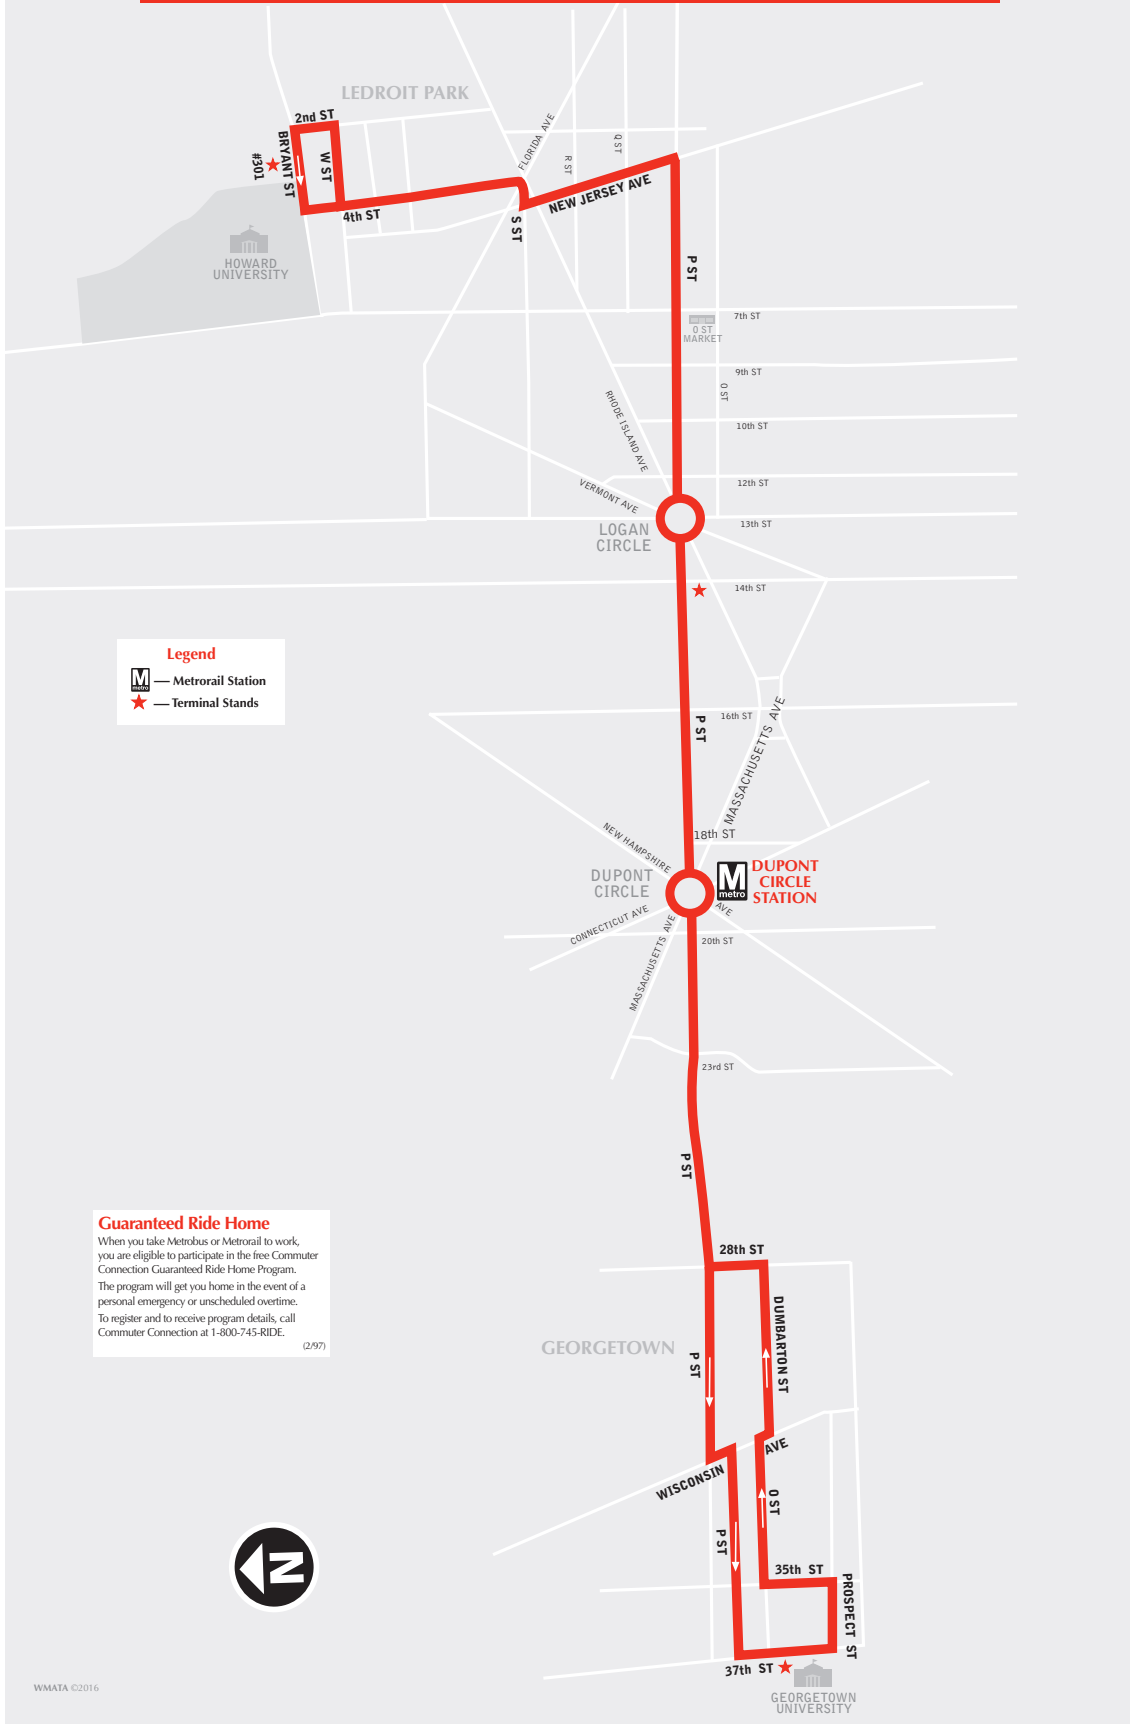 LEDROIT PARK
2nd ST
BRYANT ST
#301
W ST
4th ST
FLORIDA AVE
R ST
Q ST
S ST
NEW JERSEY AVE
HOWARD
UNIVERSITY
P ST
7th ST
O ST
MARKET
9th ST
O ST
RHODE ISLAND AVE
10th ST
12th ST
VERMONT AVE
LOGAN
CIRCLE
13th ST
14th ST
Legend
M
metro
— Metrorail Station
— Terminal Stands
P ST
16th ST
MASSACHUSETTS AVE
18th ST
NEW HAMPSHIRE
DUPONT
CIRCLE
M
metro
DUPONT
CIRCLE
STATION
AVE
CONNECTICUT AVE
MASSACHUSETTS AVE
20th ST
23rd ST
P ST
Guaranteed Ride Home
When you take Metrobus or Metrorail to work,
you are eligible to participate in the free Commuter
Connection Guaranteed Ride Home Program.
The program will get you home in the event of a
personal emergency or unscheduled overtime.
To register and to receive program details, call
Commuter Connection at 1-800-745-RIDE.
(2/97)
28th ST
DUMBARTON ST
GEORGETOWN
P ST
WISCONSIN
AVE
O ST
P ST
N
35th ST
PROSPECT ST
37th ST
GEORGETOWN
UNIVERSITY
WMATA ©2016